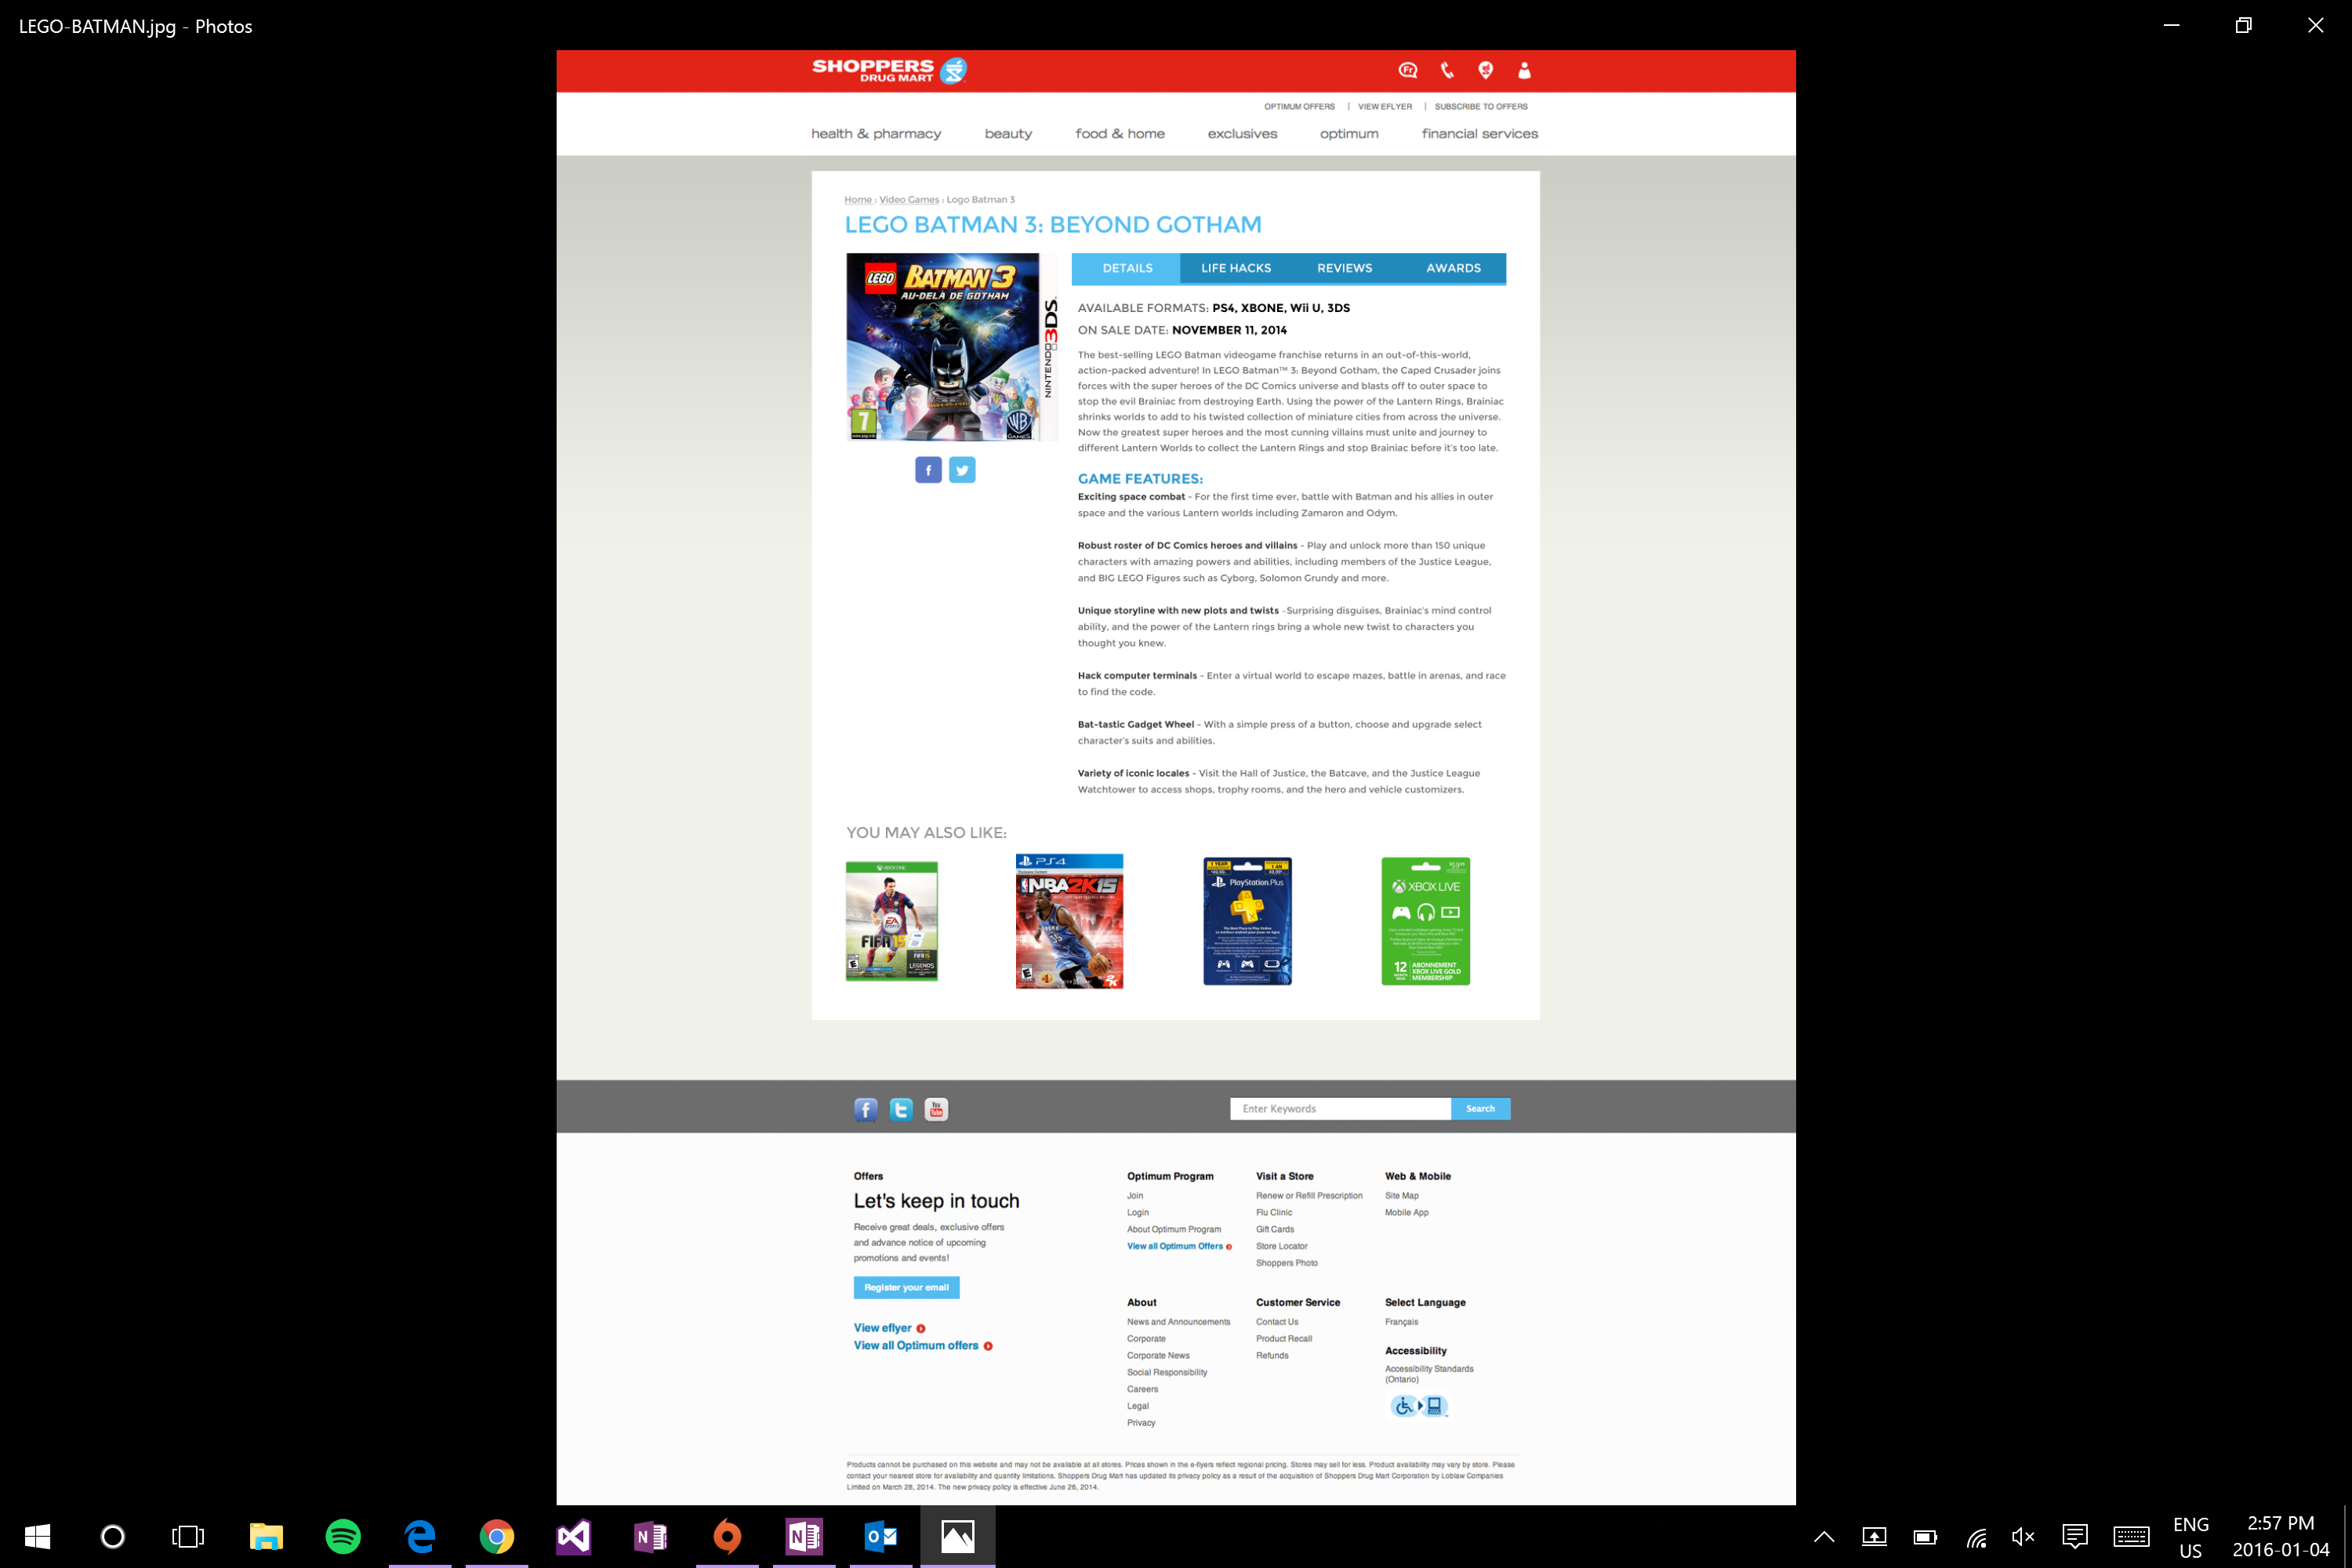 LEGO-BATMAN.jpg - Photos
SHOPPERS
DRUG MART
Fr
OPTIMUM OFFERS | VIEW EFLYER | SUBSCRIBE TO OFFERS
health & pharmacy beauty food & home exclusives optimum financial services
Home : Video Games : Logo Batman 3
LEGO BATMAN 3: BEYOND GOTHAM
LEGO BATMAN 3
AU-DELÀ DE GOTHAM
NINTENDO 3DS
7
WB
GAMES
f
DETAILS LIFE HACKS REVIEWS AWARDS
AVAILABLE FORMATS: PS4, XBONE, Wii U, 3DS
ON SALE DATE: NOVEMBER 11, 2014
The best-selling LEGO Batman videogame franchise returns in an out-of-this-world,
action-packed adventure! In LEGO Batman™ 3: Beyond Gotham, the Caped Crusader joins
forces with the super heroes of the DC Comics universe and blasts off to outer space to
stop the evil Brainiac from destroying Earth. Using the power of the Lantern Rings, Brainiac
shrinks worlds to add to his twisted collection of miniature cities from across the universe.
Now the greatest super heroes and the most cunning villains must unite and journey to
different Lantern Worlds to collect the Lantern Rings and stop Brainiac before it's too late.
GAME FEATURES:
Exciting space combat - For the first time ever, battle with Batman and his allies in outer
space and the various Lantern worlds including Zamaron and Odym.
Robust roster of DC Comics heroes and villains - Play and unlock more than 150 unique
characters with amazing powers and abilities, including members of the Justice League,
and BIG LEGO Figures such as Cyborg, Solomon Grundy and more.
Unique storyline with new plots and twists -Surprising disguises, Brainiac's mind control
ability, and the power of the Lantern rings bring a whole new twist to characters you
thought you knew.
Hack computer terminals - Enter a virtual world to escape mazes, battle in arenas, and race
to find the code.
Bat-tastic Gadget Wheel - With a simple press of a button, choose and upgrade select
character's suits and abilities.
Variety of iconic locales - Visit the Hall of Justice, the Batcave, and the Justice League
Watchtower to access shops, trophy rooms, and the hero and vehicle customizers.
YOU MAY ALSO LIKE:
XBOX ONE
EA
SPORTS
FIFA 15
LEGENDS
E
PS4
NBA2K15
35
E
2K
1 YEAR
1 AN
PlayStation Plus
XBOX LIVE
12 ABONNEMENT
XBOX LIVE GOLD
MEMBERSHIP
f t You Tube
Enter Keywords Search
Offers
Let's keep in touch
Receive great deals, exclusive offers
and advance notice of upcoming
promotions and events!
Register your email
View eflyer
View all Optimum offers
Optimum Program
Join
Login
About Optimum Program
View all Optimum Offers
Visit a Store
Renew or Refill Prescription
Flu Clinic
Gift Cards
Store Locator
Shoppers Photo
Web & Mobile
Site Map
Mobile App
About
News and Announcements
Corporate
Corporate News
Social Responsibility
Careers
Legal
Privacy
Customer Service
Contact Us
Product Recall
Refunds
Select Language
Français
Accessibility
Accessibility Standards
(Ontario)
Products cannot be purchased on this website and may not be available at all stores. Prices shown in the e-flyers reflect regional pricing. Stores may sell for less. Product availability may vary by store. Please
contact your nearest store for availability and quantity limitations. Shoppers Drug Mart has updated its privacy policy as a result of the acquisition of Shoppers Drug Mart Corporation by Loblaw Companies
Limited on March 28, 2014. The new privacy policy is effective June 26, 2014.
ENG
US
2:57 PM
2016-01-04